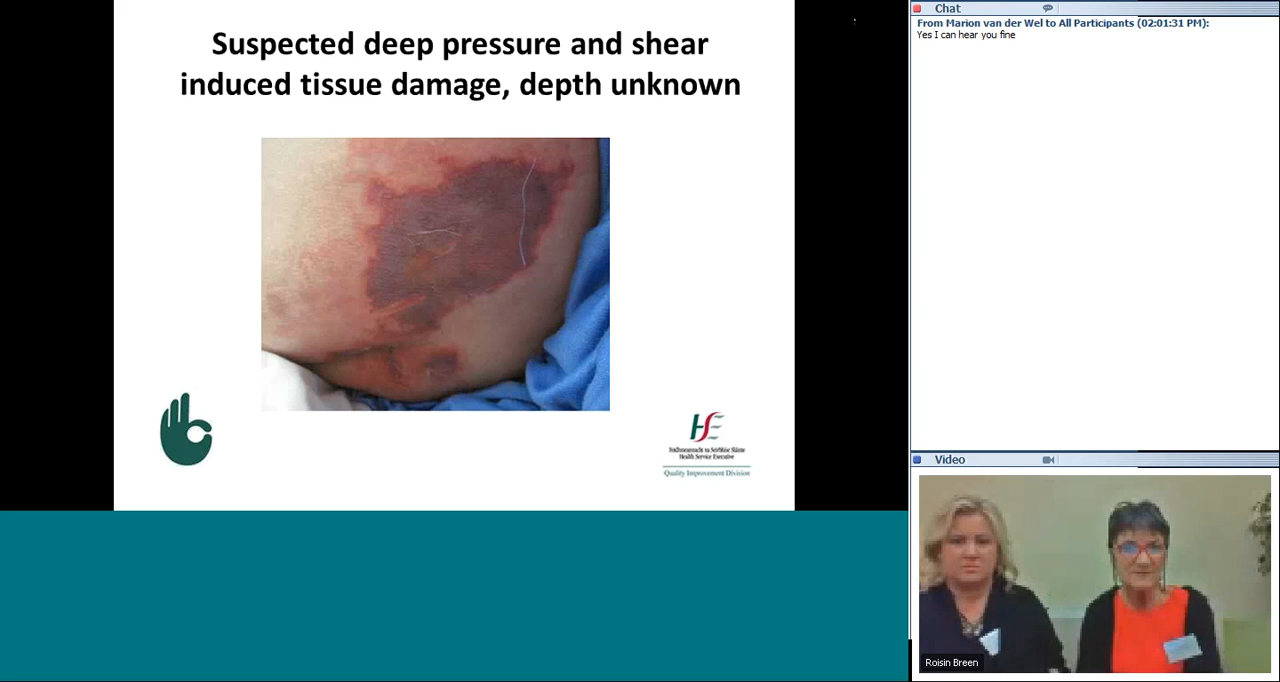 Suspected deep pressure and shear
induced tissue damage, depth unknown
HSE
Feidhmeannacht na Seirbhíse Sláinte
Health Service Executive
Quality Improvement Division
Chat
From Marion van der Wel to All Participants (02:01:31 PM):
Yes I can hear you fine
Video
Roisin Breen